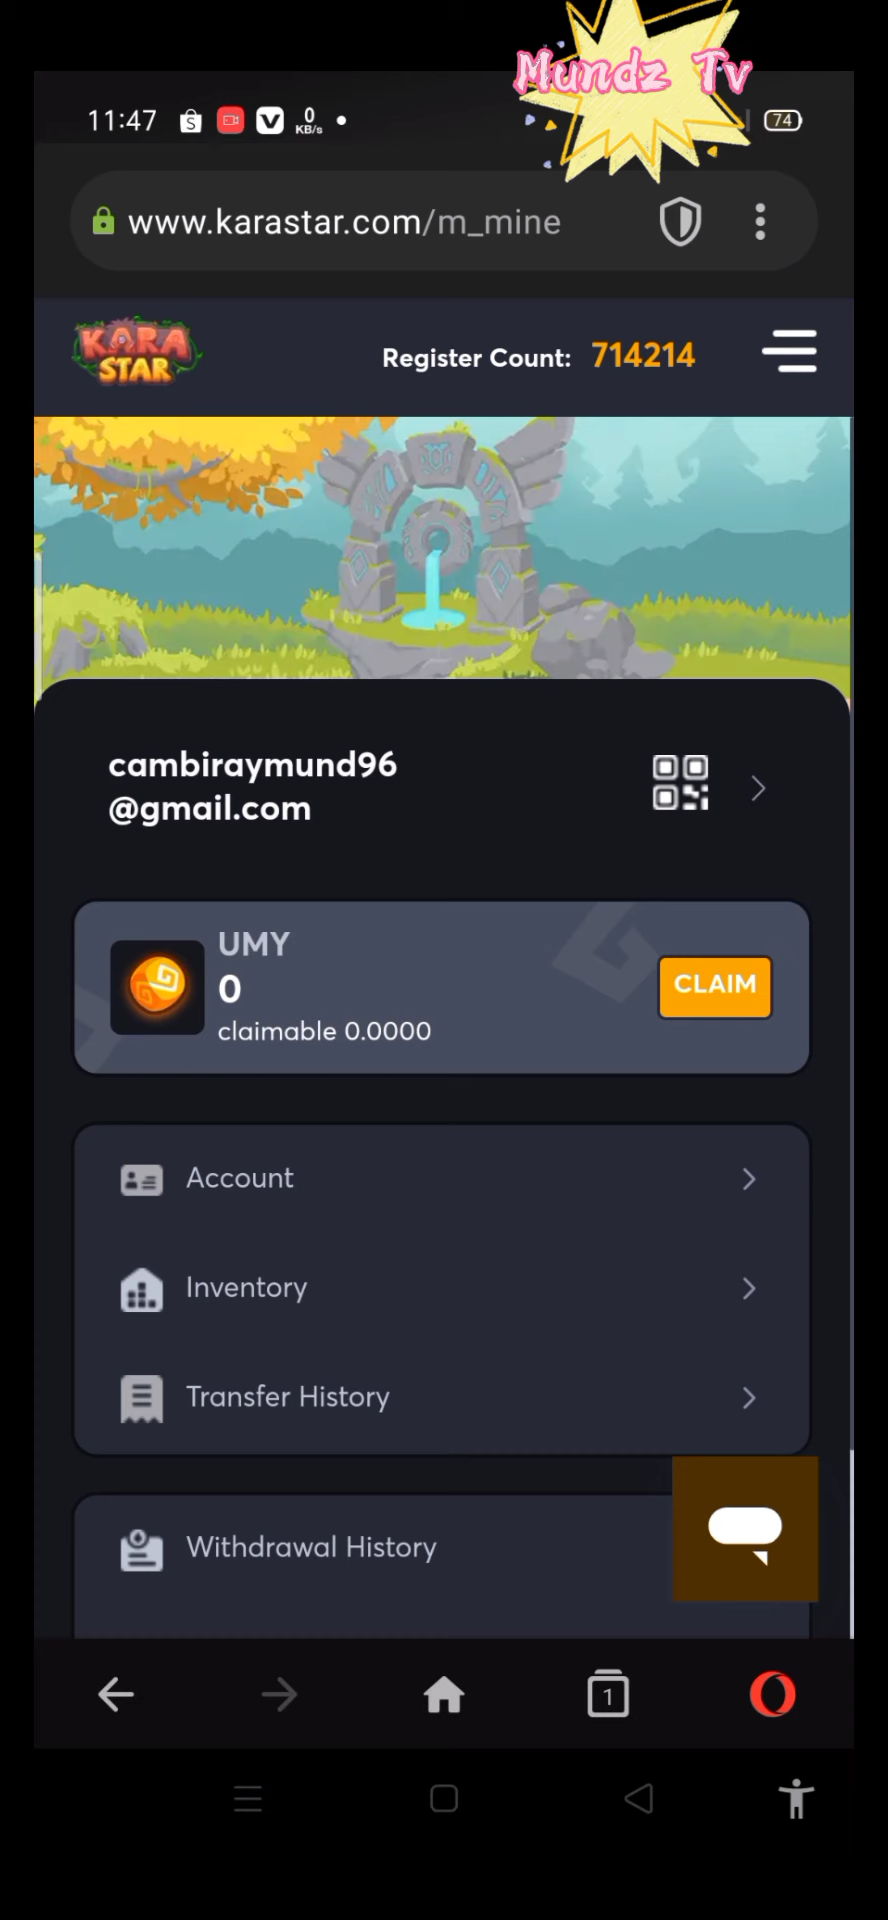 Mundz Tv
11:47
0
KB/s
74
www.karastar.com/m_mine
KARA
STAR
Register Count: 714214
cambiraymund96
@gmail.com
UMY
0
CLAIM
claimable 0.0000
Account
Inventory
Transfer History
Withdrawal History
1